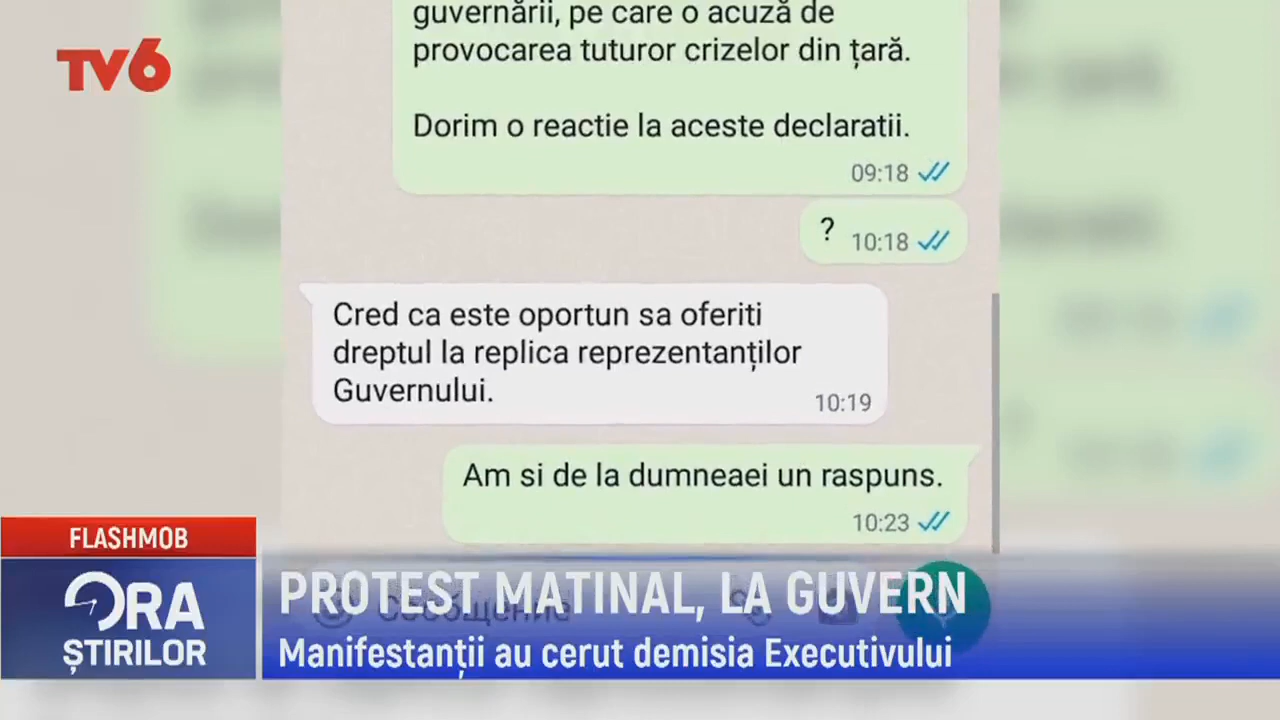 guvernării, pe care o acuză de
provocarea tuturor crizelor din țară.
TV6
Dorim o reactie la aceste declaratii.
09:18
? 10:18
Cred ca este oportun sa oferiti
dreptul la replica reprezentanților
Guvernului.
10:19
Am si de la dumneaei un raspuns.
10:23
FLASHMOB
ORA
ȘTIRILOR
PROTEST MATINAL, LA GUVERN
Сообщение
Manifestanții au cerut demisia Executivului